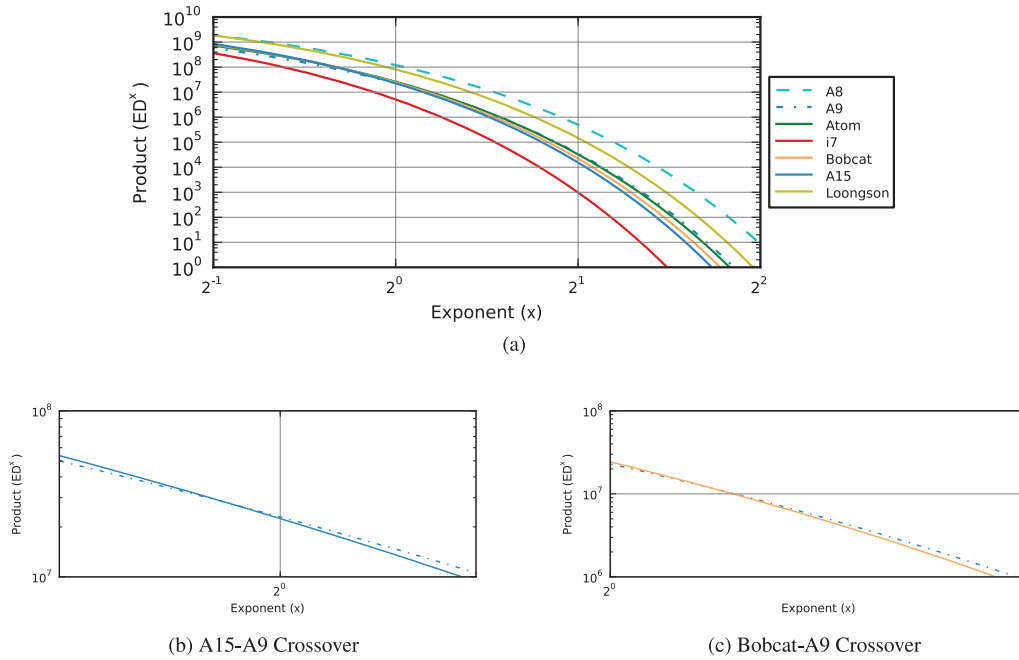 10^10
10^9
10^8
10^7
10^6
10^5
10^4
10^3
10^2
10^1
10^0
Product (ED^x )
2^-1 2^0 2^1 2^2
Exponent (x)
A8
A9
Atom
i7
Bobcat
A15
Loongson
(a)
10^8
10^7
Product (ED^x)
2^0
Exponent (x)
(b) A15-A9 Crossover
10^8
10^7
10^6
Product (ED^x)
2^0
Exponent (x)
(c) Bobcat-A9 Crossover